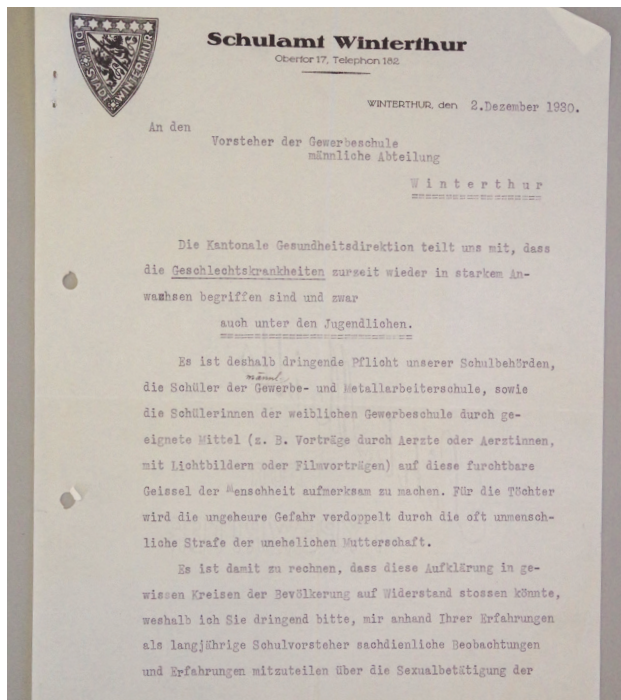 DIE STADT WINTERTHUR
Schulamt Winterthur
Obertor 17, Telephon 182
WINTERTHUR, den 2.Dezember 1930.
An den
Vorsteher der Gewerbeschule
männliche Abteilung
Winterthur
Die Kantonale Gesundheitsdirektion teilt uns mit, dass
die Geschlechtskrankheiten zurzeit wieder in starkem An-
wachsen begriffen sind und zwar
auch unter den Jugendlichen.
Es ist deshalb dringende Pflicht unserer Schulbehörden,
männl.
die Schüler der Gewerbe- und Metallarbeiterschule, sowie
die Schülerinnen der weiblichen Gewerbeschule durch ge-
eignete Mittel (z. B. Vorträge durch Aerzte oder Aerztinnen,
mit Lichtbildern oder Filmvorträgen) auf diese furchtbare
Geissel der Menschheit aufmerksam zu machen. Für die Töchter
wird die ungeheure Gefahr verdoppelt durch die oft unmensch-
liche Strafe der unehelichen Mutterschaft.
Es ist damit zu rechnen, dass diese Aufklärung in ge-
wissen Kreisen der Bevölkerung auf Widerstand stossen könnte,
weshalb ich Sie dringend bitte, mir anhand Ihrer Erfahrungen
als langjährige Schulvorsteher sachdienliche Beobachtungen
und Erfahrungen mitzuteilen über die Sexualbetätigung der